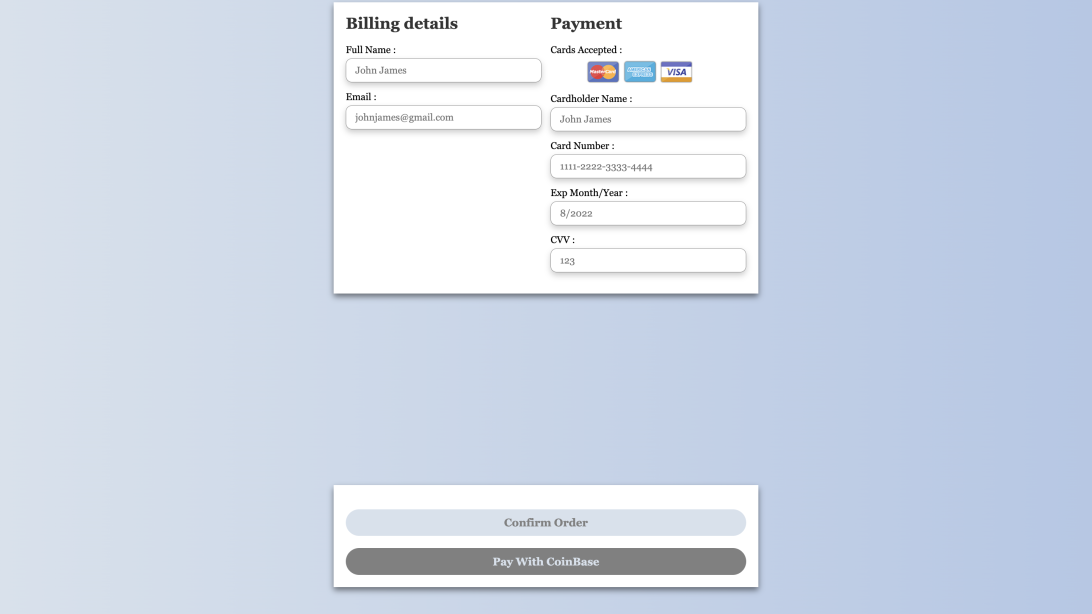 Billing details
Full Name :
John James
Email :
johnjames@gmail.com
Payment
Cards Accepted :
MasterCard
AMERICAN EXPRESS
VISA
Cardholder Name :
John James
Card Number :
1111-2222-3333-4444
Exp Month/Year :
8/2022
CVV :
123
Confirm Order
Pay With CoinBase